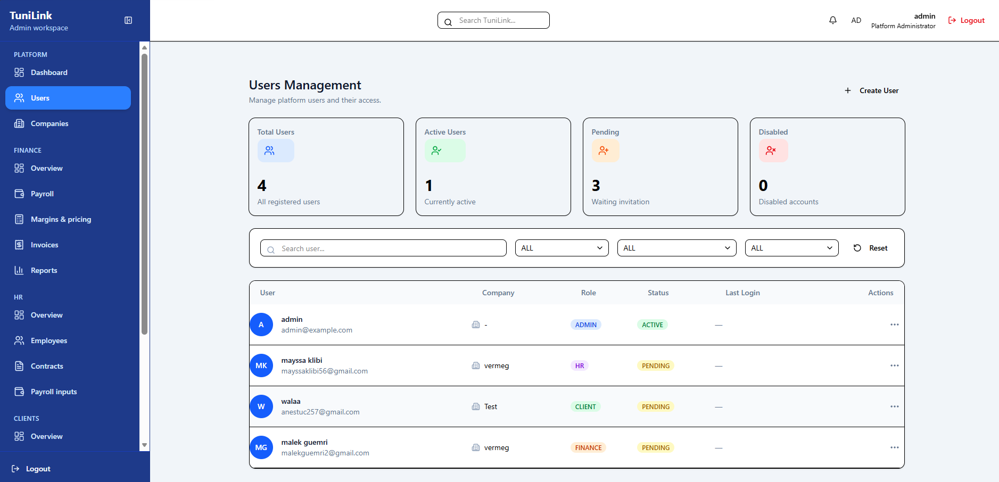 TuniLink
Admin workspace
Search TuniLink...
AD
admin
Platform Administrator
Logout
PLATFORM
Dashboard
Users
Companies
FINANCE
Overview
Payroll
Margins & pricing
Invoices
Reports
HR
Overview
Employees
Contracts
Payroll inputs
CLIENTS
Overview
Logout
Users Management
Manage platform users and their access.
Create User
Total Users
4
All registered users
Active Users
1
Currently active
Pending
3
Waiting invitation
Disabled
0
Disabled accounts
Search user...
ALL
ALL
ALL
Reset
User Company Role Status Last Login Actions
A admin - ADMIN ACTIVE —
admin@example.com
MK mayssa klibi vermeg HR PENDING —
mayssaklibi56@gmail.com
W walaa Test CLIENT PENDING —
anestuc257@gmail.com
MG malek guemri vermeg FINANCE PENDING —
malekguemri2@gmail.com